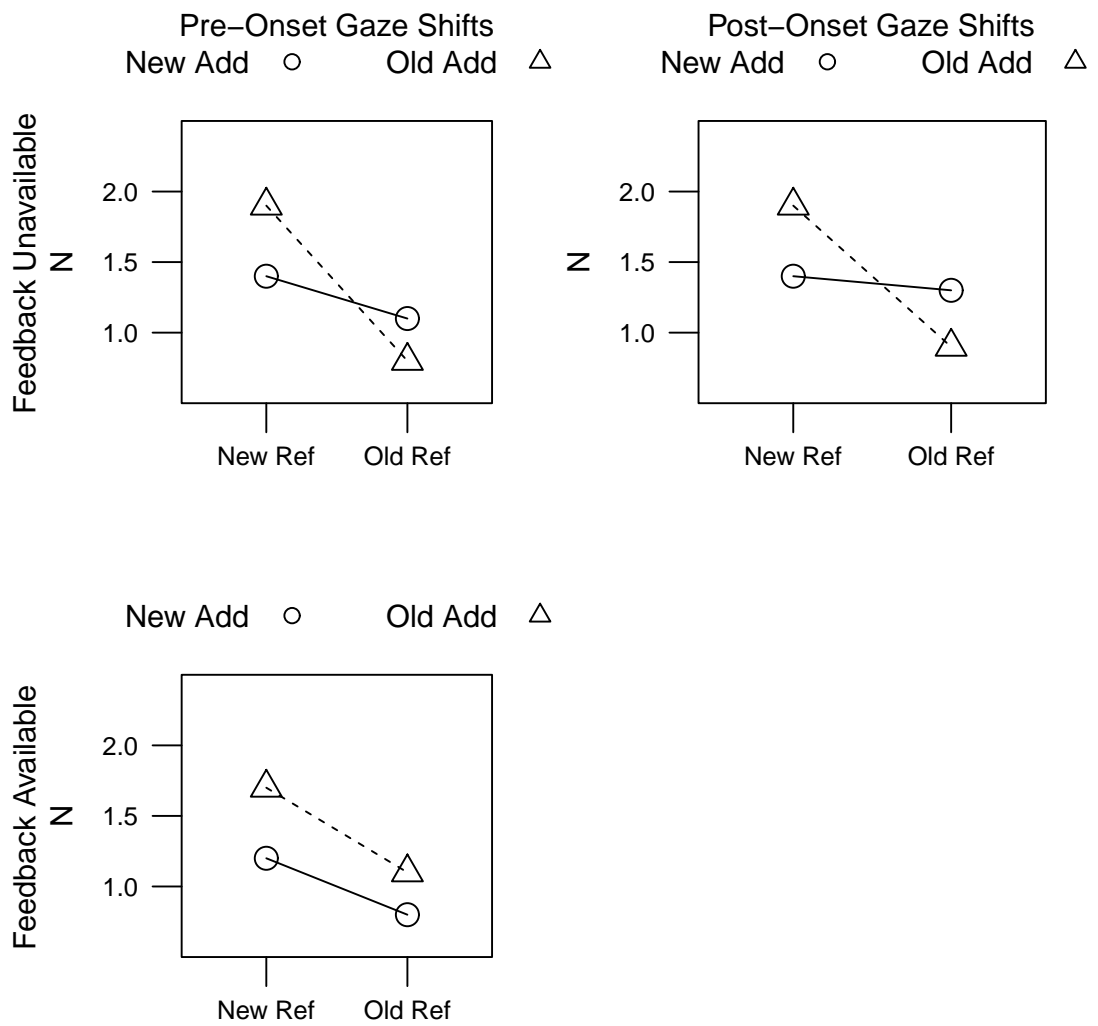 Pre−Onset Gaze Shifts
New Add Old Add
Feedback Unavailable
N
2.0
1.5
1.0
New Ref Old Ref
Post−Onset Gaze Shifts
New Add Old Add
N
2.0
1.5
1.0
New Ref Old Ref
New Add Old Add
Feedback Available
N
2.0
1.5
1.0
New Ref Old Ref